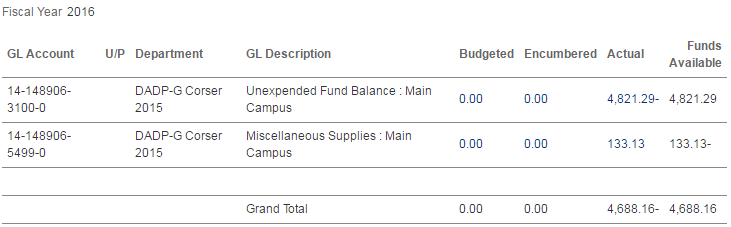 Fiscal Year 2016
Funds
GL Account U/P Department GL Description Budgeted Encumbered Actual Available
14-148906- DADP-G Corser Unexpended Fund Balance : Main 0.00 0.00 4,821.29- 4,821.29
3100-0 2015 Campus
14-148906- DADP-G Corser Miscellaneous Supplies : Main 0.00 0.00 133.13 133.13-
5499-0 2015 Campus
Grand Total 0.00 0.00 4,688.16- 4,688.16